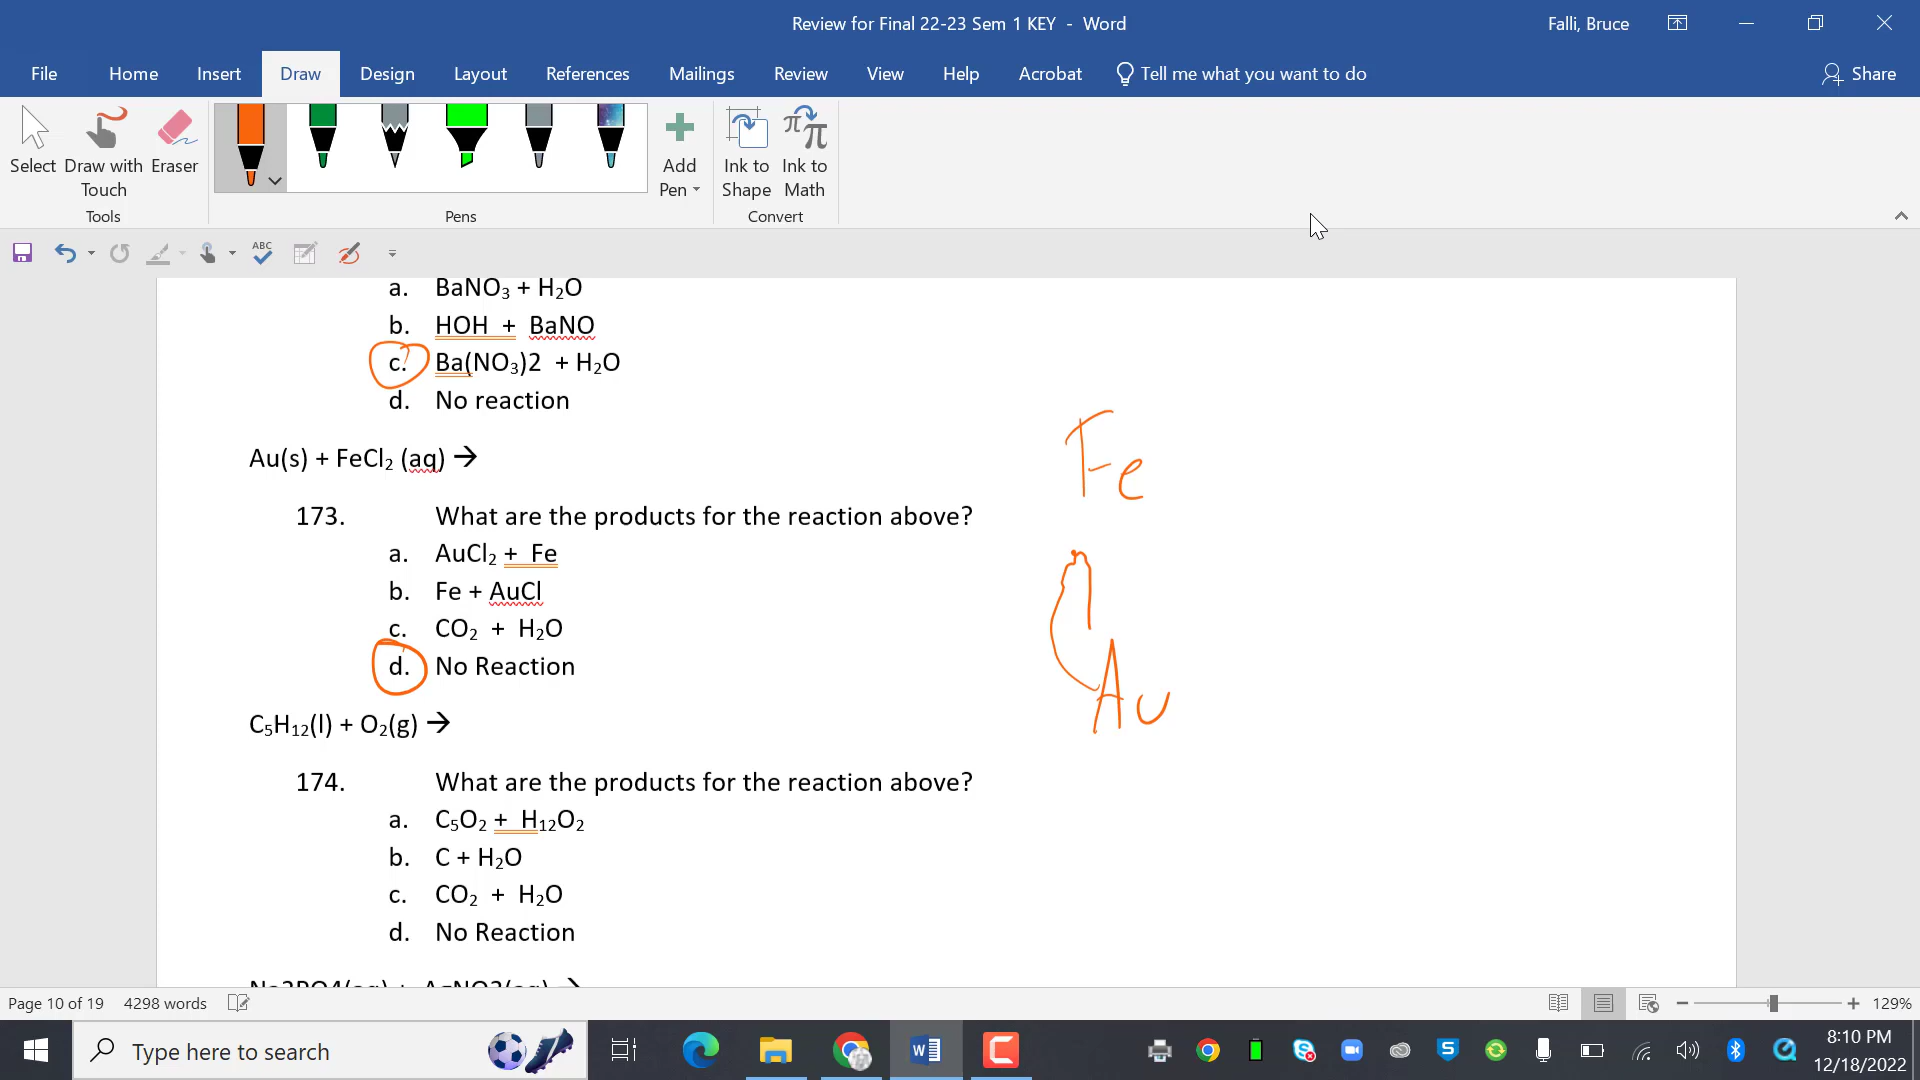 Review for Final 22-23 Sem 1 KEY - Word
Falli, Bruce
File Home Insert Draw Design Layout References Mailings Review View Help Acrobat Tell me what you want to do Share
Select Draw with Touch Eraser Add Pen Ink to Shape Ink to Math
Tools Pens Convert
ABC
a. BaNO₃ + H₂O
b. HOH + BaNO
c. Ba(NO₃)2 + H₂O
d. No reaction
Au(s) + FeCl₂ (aq) →
173. What are the products for the reaction above?
a. AuCl₂ + Fe
b. Fe + AuCl
c. CO₂ + H₂O
d. No Reaction
Fe
Au
C₅H₁₂(l) + O₂(g) →
174. What are the products for the reaction above?
a. C₅O₂ + H₁₂O₂
b. C + H₂O
c. CO₂ + H₂O
d. No Reaction
Na3PO4(aq) + AgNO3(aq) →
Page 10 of 19 4298 words 129%
Type here to search
8:10 PM
12/18/2022